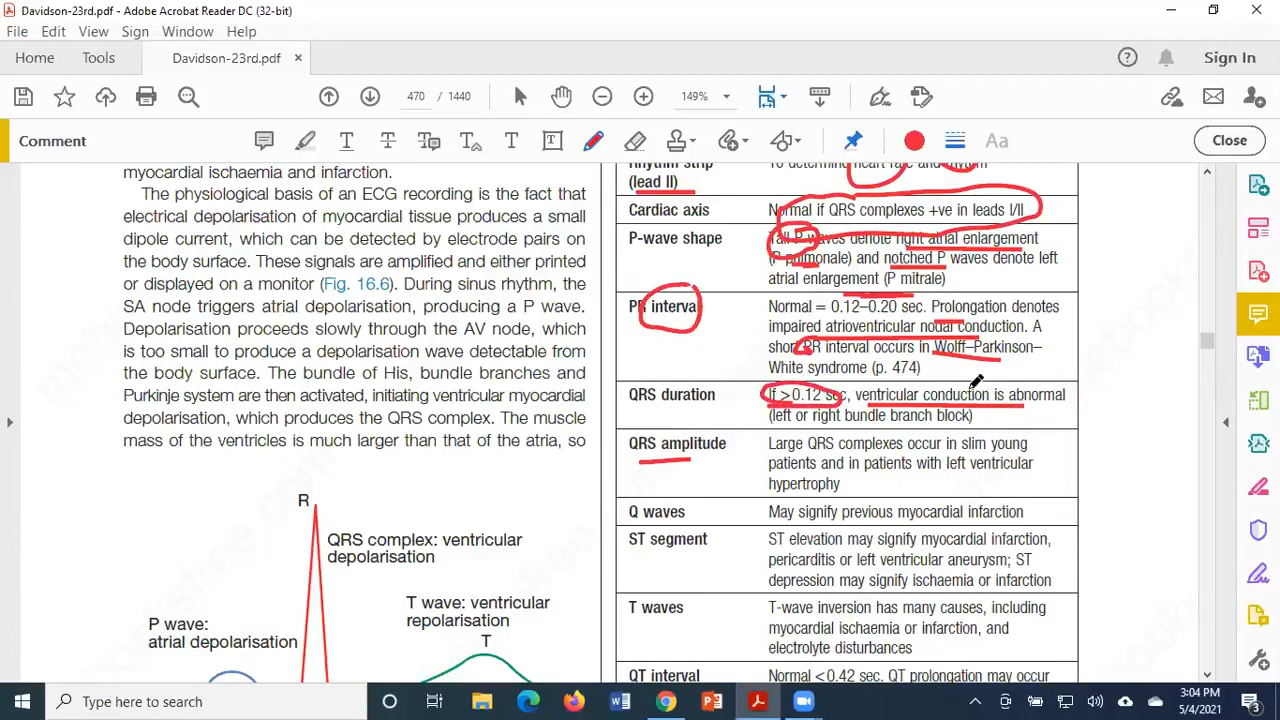 Davidson-23rd.pdf - Adobe Acrobat Reader DC (32-bit)
File Edit View Sign Window Help
Home Tools Davidson-23rd.pdf × Sign In
470 / 1440 149%
Comment Aa Close
myocardial ischaemia and infarction.
The physiological basis of an ECG recording is the fact that
electrical depolarisation of myocardial tissue produces a small
dipole current, which can be detected by electrode pairs on
the body surface. These signals are amplified and either printed
or displayed on a monitor (Fig. 16.6). During sinus rhythm, the
SA node triggers atrial depolarisation, producing a P wave.
Depolarisation proceeds slowly through the AV node, which
is too small to produce a depolarisation wave detectable from
the body surface. The bundle of His, bundle branches and
Purkinje system are then activated, initiating ventricular myocardial
depolarisation, which produces the QRS complex. The muscle
mass of the ventricles is much larger than that of the atria, so
R
QRS complex: ventricular
depolarisation
T wave: ventricular
repolarisation
P wave:
atrial depolarisation
T
Rhythm strip
(lead II)
To determine heart rate and rhythm
Cardiac axis
Normal if QRS complexes +ve in leads I/II
P-wave shape
Tall P waves denote right atrial enlargement
(P pulmonale) and notched P waves denote left
atrial enlargement (P mitrale)
PR interval
Normal = 0.12–0.20 sec. Prolongation denotes
impaired atrioventricular nodal conduction. A
short PR interval occurs in Wolff–Parkinson–
White syndrome (p. 474)
QRS duration
If >0.12 sec, ventricular conduction is abnormal
(left or right bundle branch block)
QRS amplitude
Large QRS complexes occur in slim young
patients and in patients with left ventricular
hypertrophy
Q waves
May signify previous myocardial infarction
ST segment
ST elevation may signify myocardial infarction,
pericarditis or left ventricular aneurysm; ST
depression may signify ischaemia or infarction
T waves
T-wave inversion has many causes, including
myocardial ischaemia or infarction, and
electrolyte disturbances
QT interval
Normal <0.42 sec. QT prolongation may occur
Type here to search
3:04 PM
5/4/2021